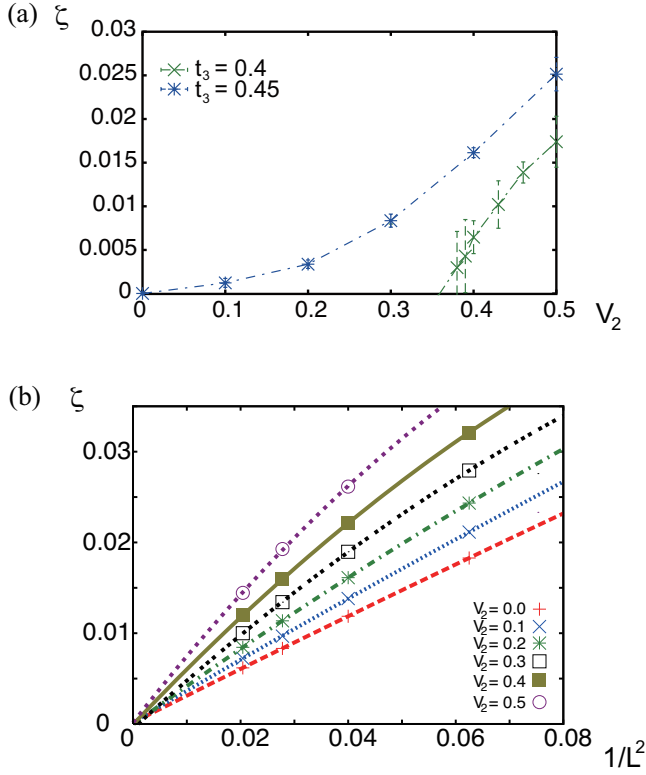 (a) ζ
0.03
0.025
0.02
0.015
0.01
0.005
0
t₃ = 0.4
t₃ = 0.45
0.0 0.1 0.2 0.3 0.4 0.5
V₂
(b) ζ
0.03
0.02
0.01
0
V₂ = 0.0
V₂ = 0.1
V₂ = 0.2
V₂ = 0.3
V₂ = 0.4
V₂ = 0.5
0.00 0.02 0.04 0.06 0.08
1/L²